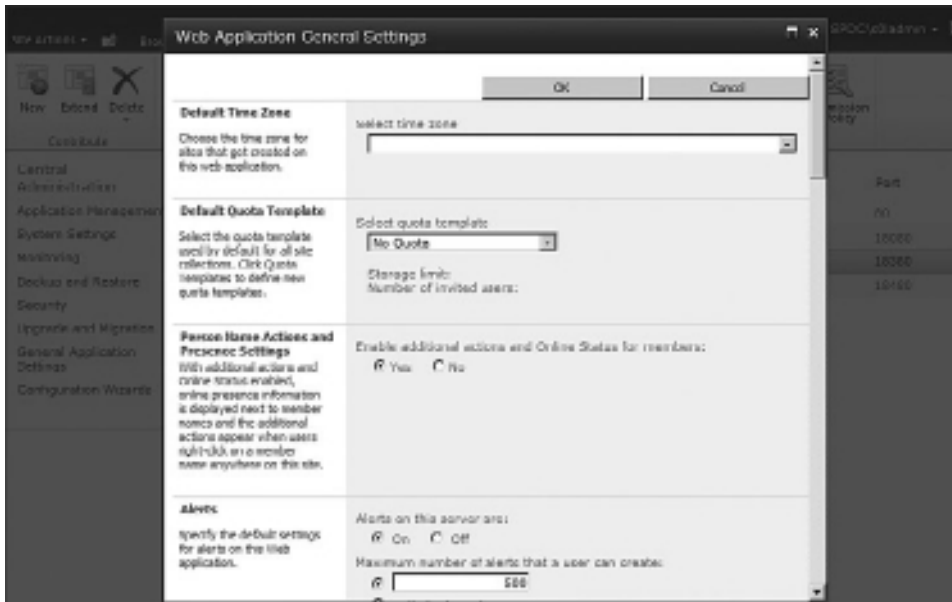 Web Application General Settings
SPDC\s0admin
Site Actions
New Extend Delete
Contribute
Policy
OK Cancel
Default Time Zone
Choose the time zone for
sites that get created on
this web application.
Select time zone
Central
Administration
Application Management
System Settings
Monitoring
Backup and Restore
Security
Upgrade and Migration
General Application
Settings
Configuration Wizards
Default Quota Template
Select the quota template
used by default for all site
collections. Click Quota
Templates to define new
quota templates.
Select quota template
No Quota
Storage limit:
Number of invited users:
Port
80
18080
18380
18480
Person Name Actions and
Presence Settings
With additional actions and
Online Status enabled,
online presence information
is displayed next to member
names and the additional
actions appear when users
right-click on a member
name anywhere on this site.
Enable additional actions and Online Status for members:
Yes No
Alerts
Specify the default settings
for alerts on the Web
application.
Alerts on this server are:
On Off
Maximum number of alerts that a user can create:
500